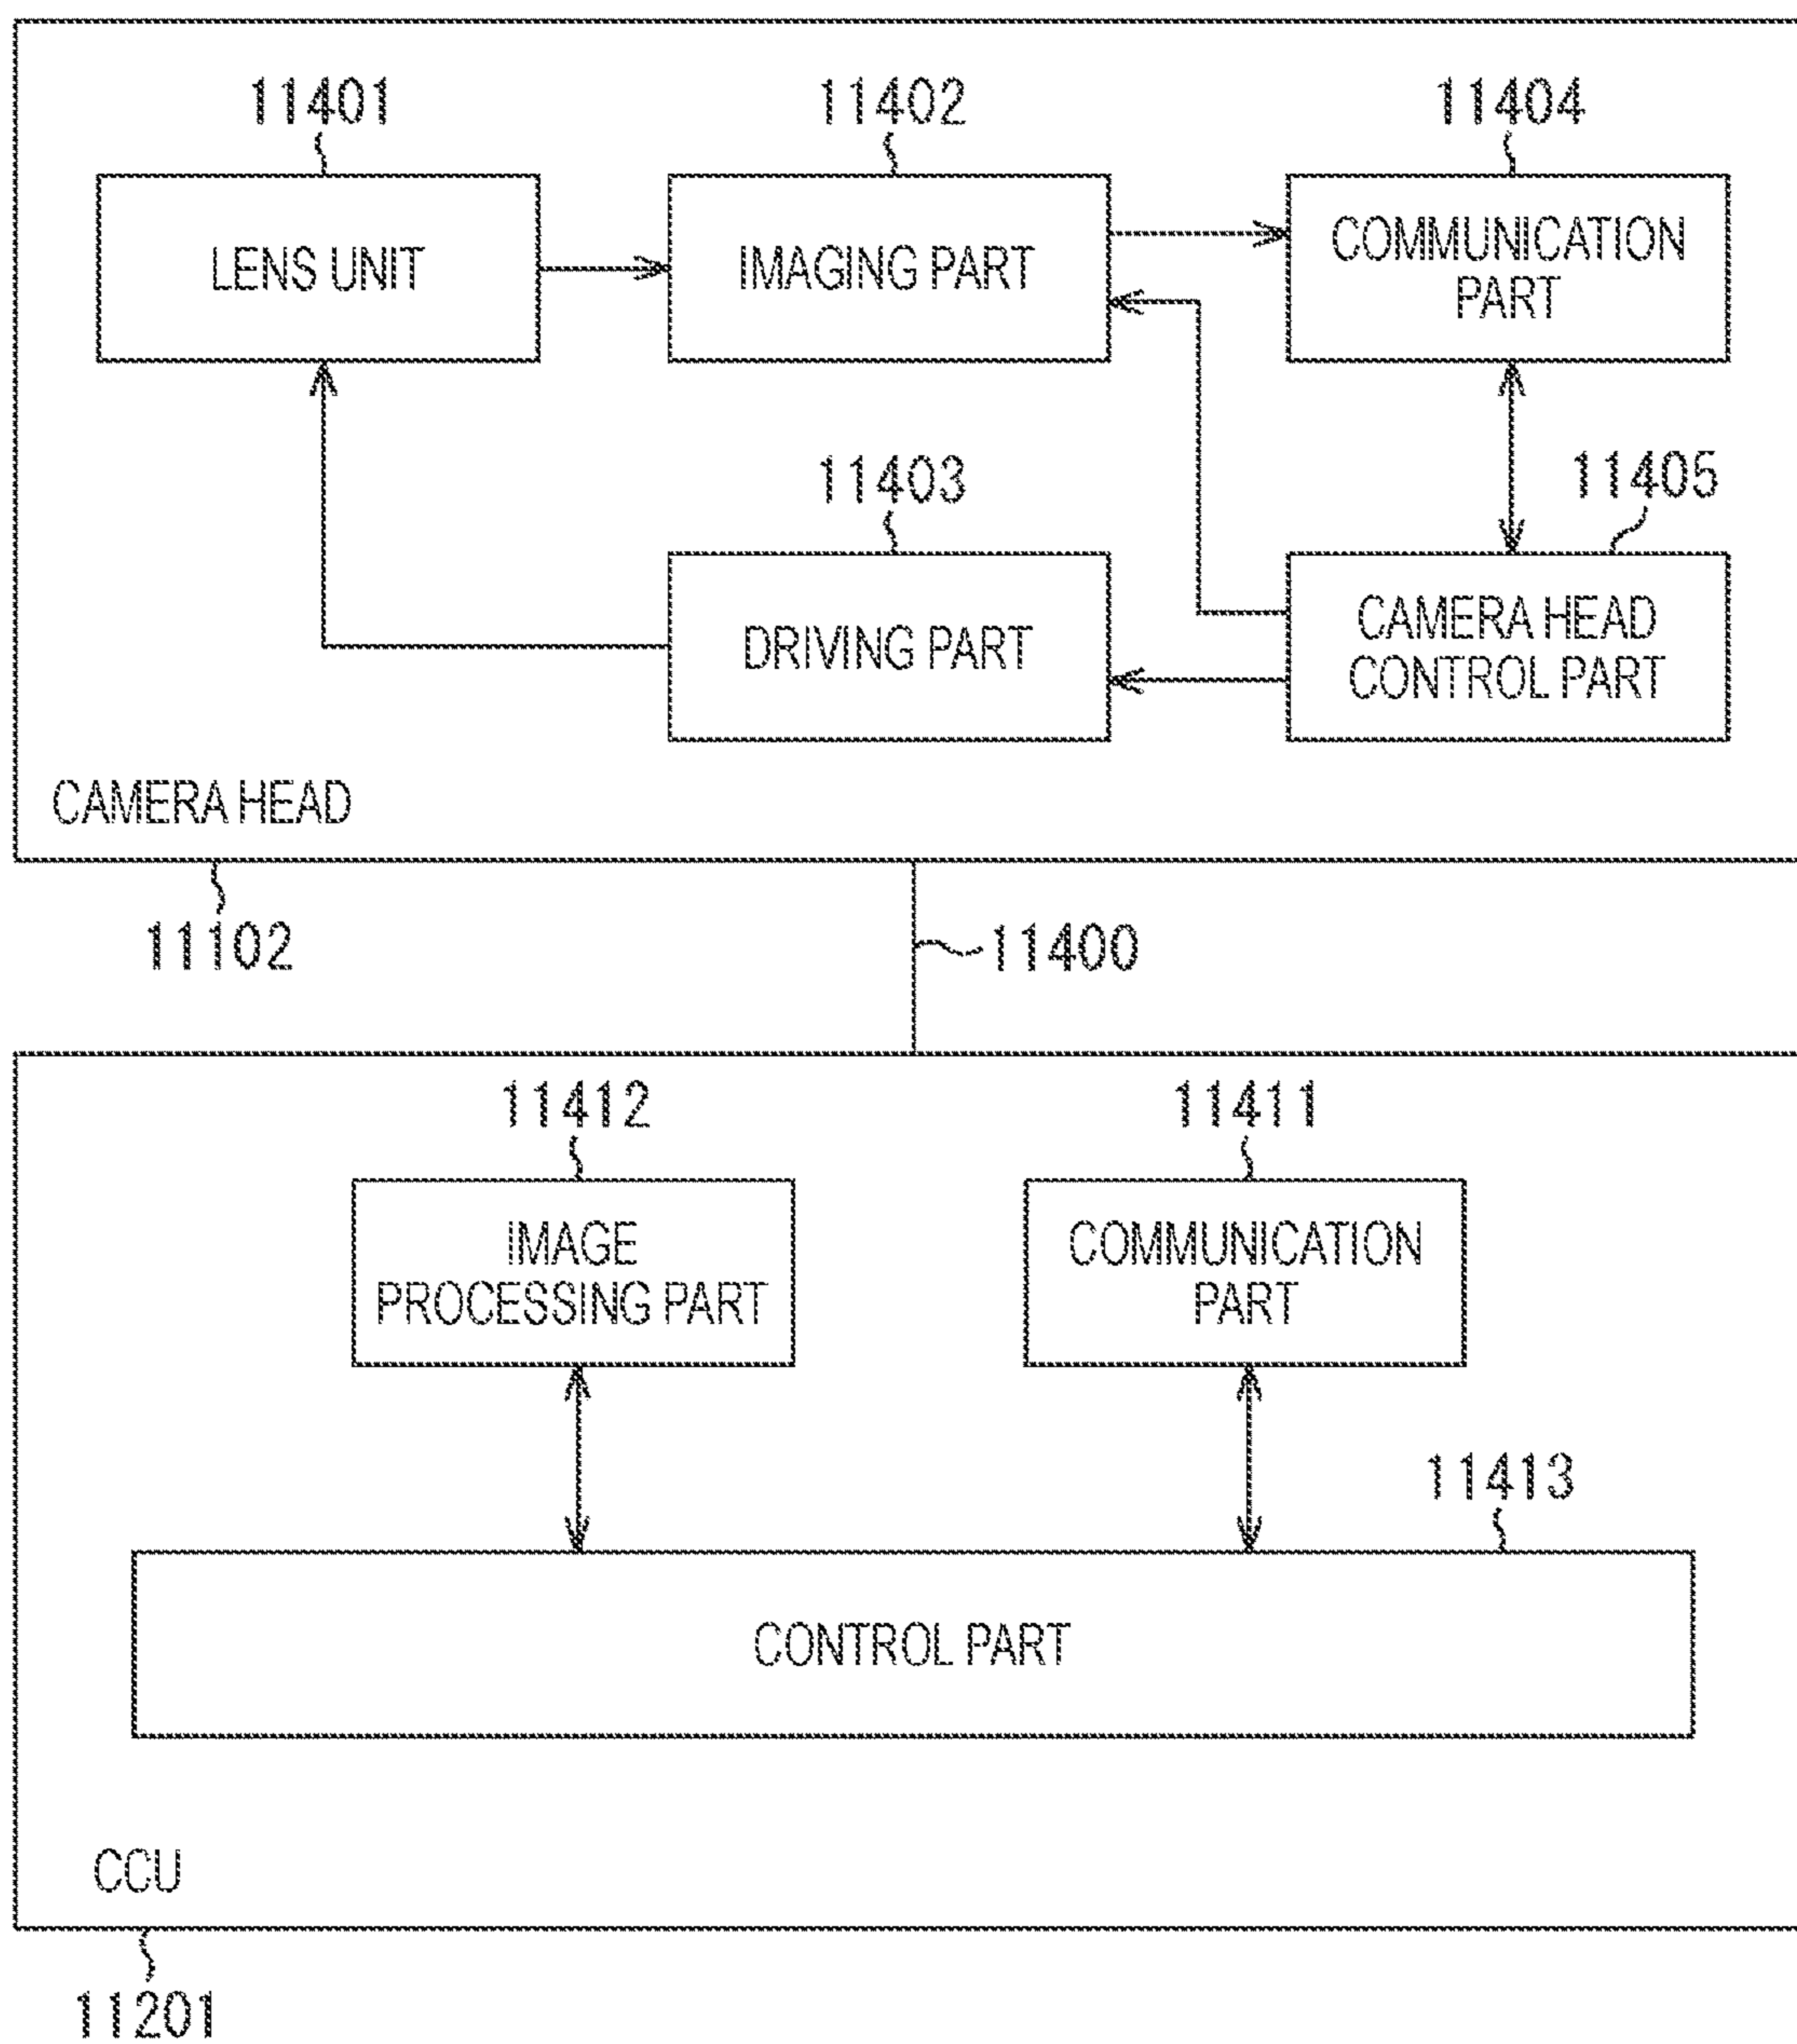 11401
11402
11404
LENS UNIT
IMAGING PART
COMMUNICATION
PART
11403
11405
DRIVING PART
CAMERA HEAD
CONTROL PART
CAMERA HEAD
11102
11400
11412
11411
IMAGE
PROCESSING PART
COMMUNICATION
PART
11413
CONTROL PART
CCU
11201